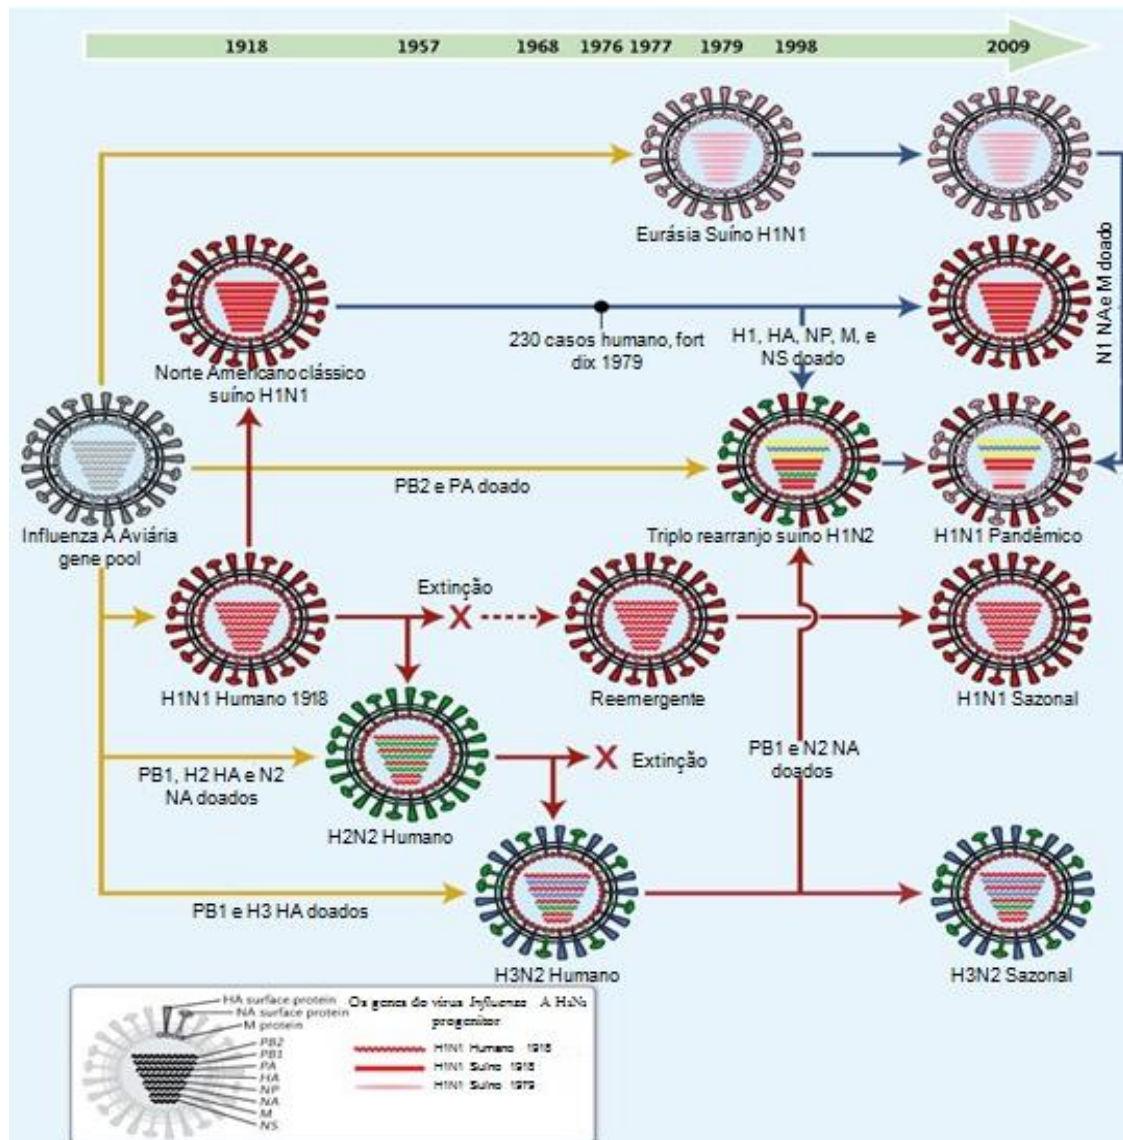 1918 1957 1968 1976 1977 1979 1998 2009
Eurásia Suíno H1N1
N1 NA,e M doado
230 casos humano, fort
dix 1979
H1, HA, NP, M, e
NS doado
Norte Americano clássico
suíno H1N1
PB2 e PA doado
Influenza A Aviária
gene pool
Triplo rearranjo suíno H1N2
H1N1 Pandêmico
Extinção
X
H1N1 Humano 1918
Reemergente
H1N1 Sazonal
PB1, H2 HA e N2
NA doados
X Extinção
PB1 e N2 NA
doados
H2N2 Humano
PB1 e H3 HA doados
H3N2 Humano
H3N2 Sazonal
HA surface protein
NA surface protein
M protein
PB2
PB1
PA
HA
NP
NA
M
NS
Os genes do vírus Influenza A
progenitor
H1N1 Humano 1918
H1N1 Suíno 1918
H1N1 Suíno 1979